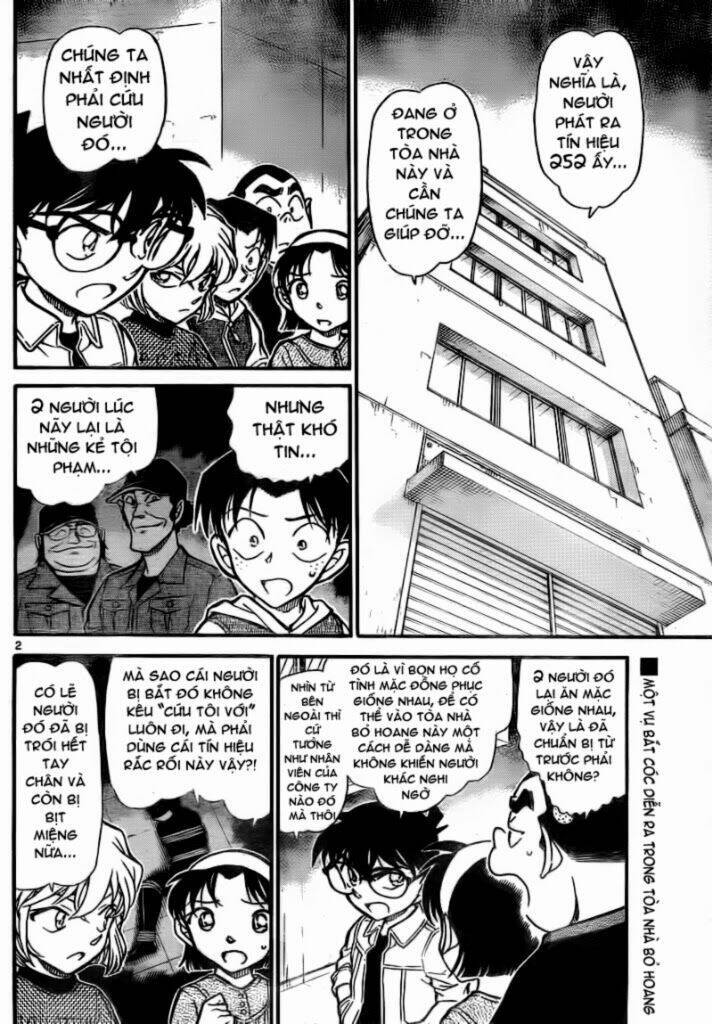 VẬY
NGHĨA LÀ,
NGƯỜI
PHÁT RA
TÍN HIỆU
252 ẤY...
ĐANG Ở
TRONG
TÒA NHÀ
NÀY VÀ
CẦN
CHÚNG TA
GIÚP ĐỠ...
CHÚNG TA
NHẤT ĐỊNH
PHẢI CỨU
NGƯỜI
ĐÓ...
NHƯNG
THẬT KHÓ
TIN...
2 NGƯỜI LÚC
NÃY LẠI LÀ
NHỮNG KẺ TỘI
PHẠM...
2
MỘT VỤ BẮT CÓC DIỄN RA TRONG TÒA NHÀ BỎ HOANG
2 NGƯỜI ĐÓ
LẠI ĂN MẶC
GIỐNG NHAU,
VẬY LÀ ĐÃ
CHUẨN BỊ TỪ
TRƯỚC PHẢI
KHÔNG?
ĐÓ LÀ VÌ BỌN HỌ CỐ
TÌNH MẶC ĐỒNG PHỤC
GIỐNG NHAU, ĐỂ CÓ
THỂ VÀO TÒA NHÀ
BỎ HOANG NÀY MỘT
CÁCH DỄ DÀNG MÀ
KHÔNG KHIẾN NGƯỜI
KHÁC NGHI
NGỜ
NHÌN TỪ
BÊN
NGOÀI THÌ
CỨ
TƯỞNG
NHƯ NHÂN
VIÊN CỦA
CÔNG TY
NÀO ĐÓ
MÀ THÔI
MÀ SAO CÁI NGƯỜI
BỊ BẮT ĐÓ KHÔNG
KÊU "CỨU TÔI VỚI"
LUÔN ĐI, MÀ PHẢI
DÙNG CÁI TÍN HIỆU
RẮC RỐI NÀY VẬY?!
CÓ LẼ
NGƯỜI
ĐÓ ĐÃ BỊ
TRÓI HẾT
TAY
CHÂN VÀ
CÒN BỊ
BỊT
MIỆNG
NỮA...